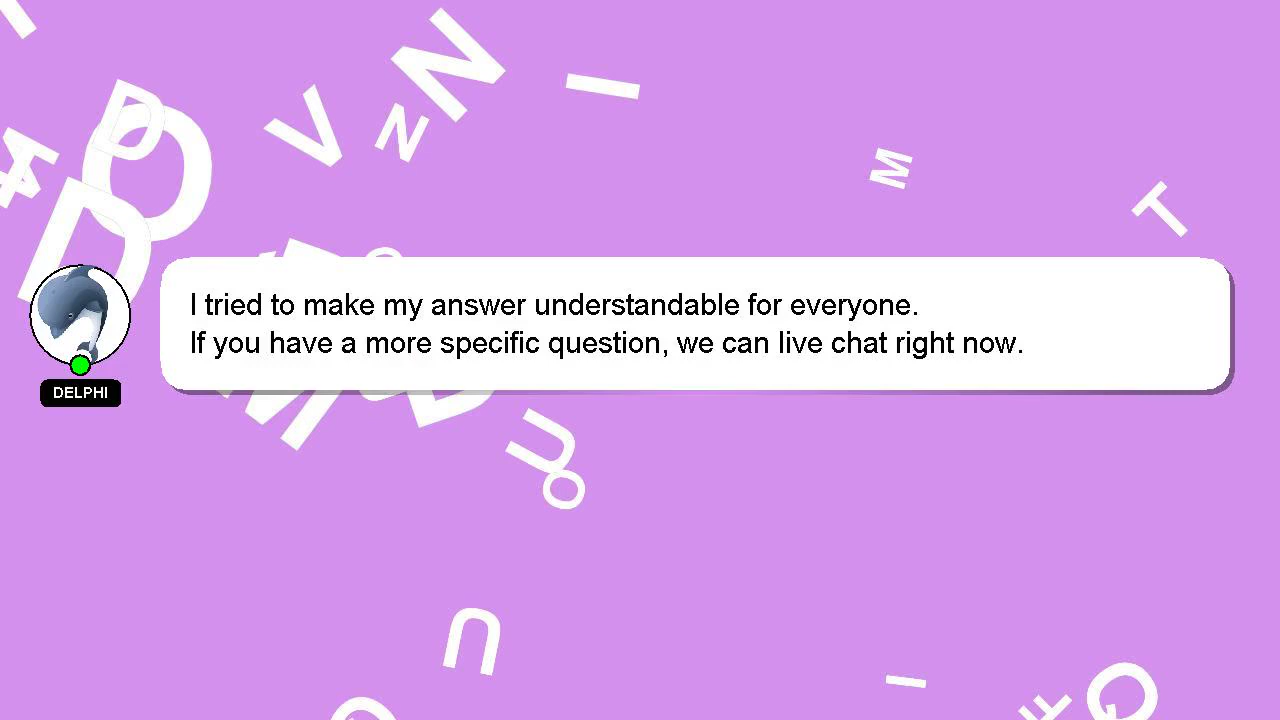 I tried to make my answer understandable for everyone.
If you have a more specific question, we can live chat right now.
DELPHI